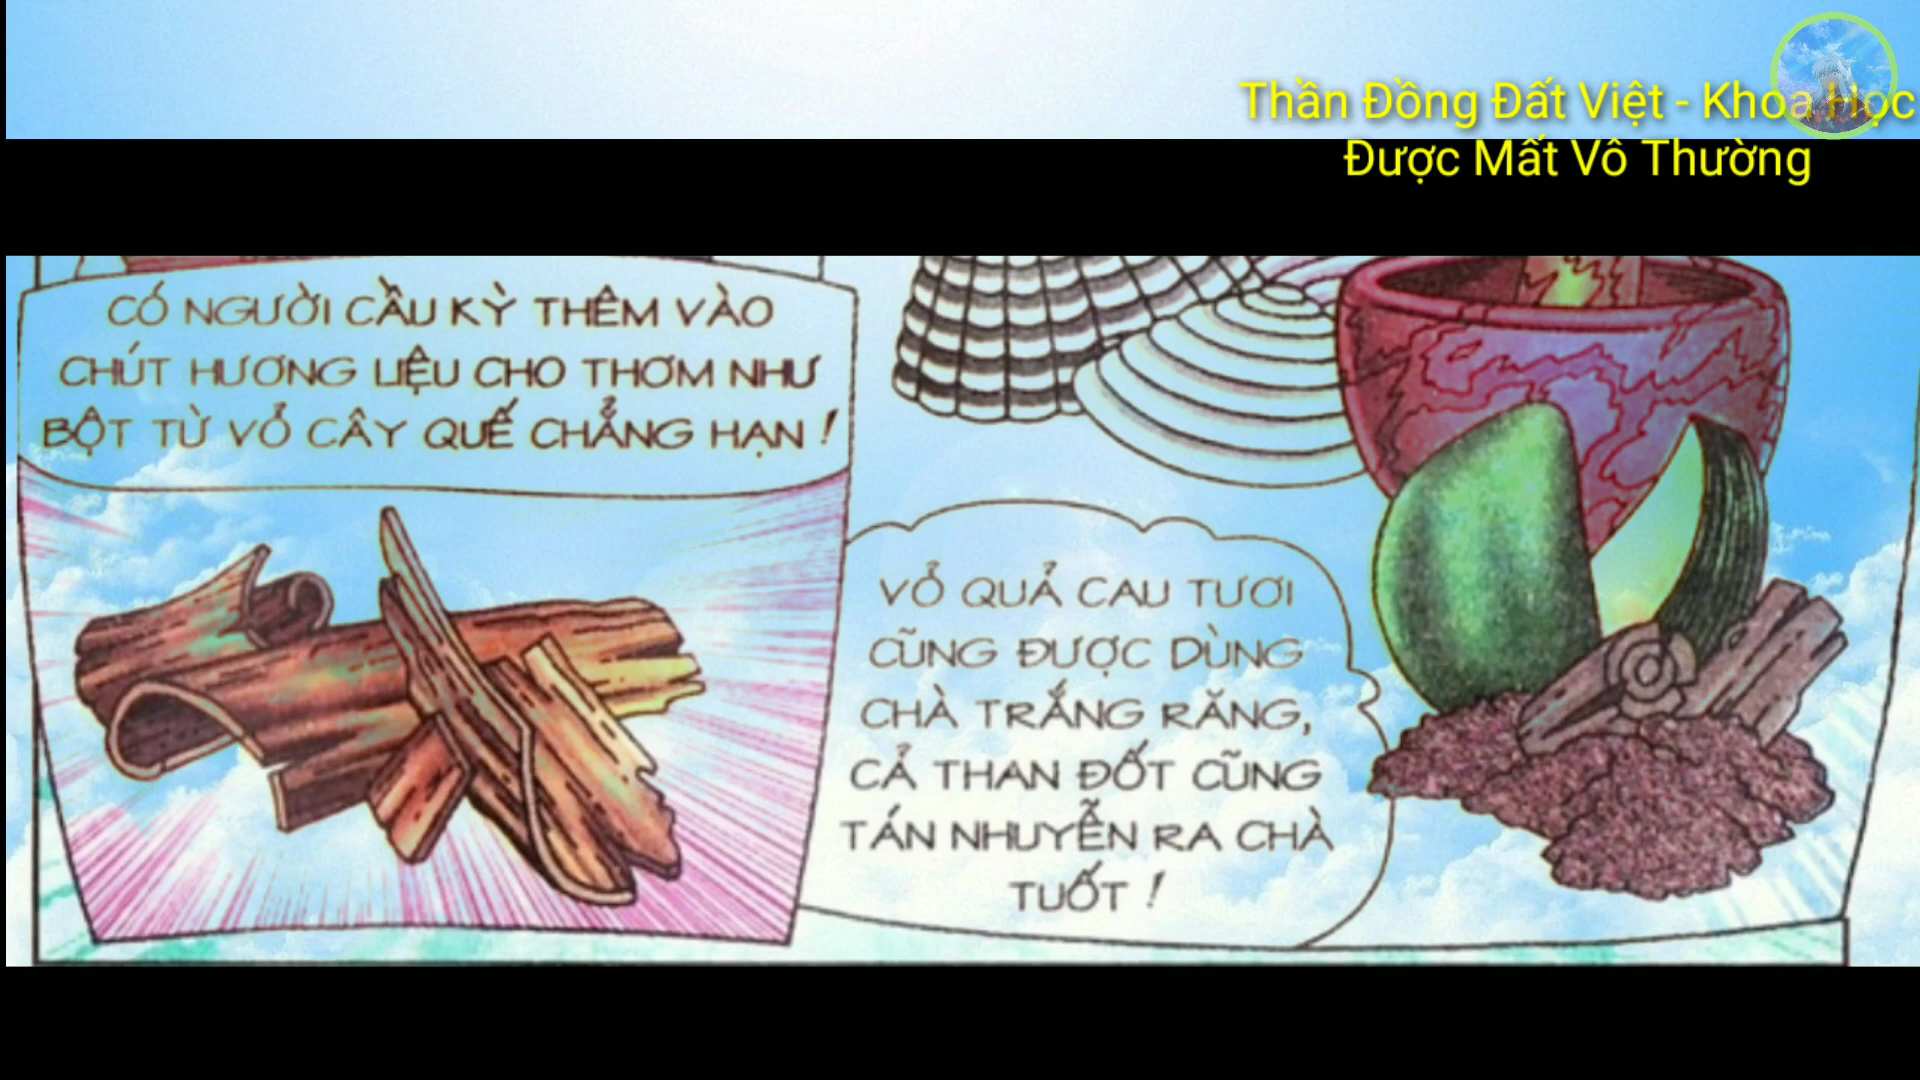 Thần Đồng Đất Việt - Khoa Học
Được Mất Vô Thường
CÓ NGƯỜI CẦU KỲ THÊM VÀO
CHÚT HƯƠNG LIỆU CHO THƠM NHƯ
BỘT TỪ VỎ CÂY QUẾ CHẲNG HẠN !
VỎ QUẢ CAU TƯƠI
CŨNG ĐƯỢC DÙNG
CHÀ TRẮNG RĂNG,
CẢ THAN ĐỐT CŨNG
TÁN NHUYỄN RA CHÀ
TUỐT !